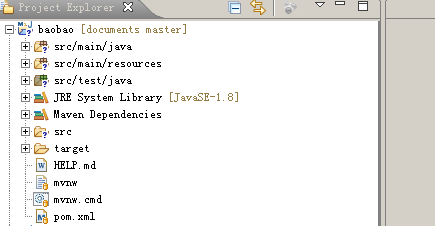 Project Explorer
baobao [documents master]
src/main/java
src/main/resources
src/test/java
JRE System Library [JavaSE-1.8]
Maven Dependencies
src
target
HELP.md
mvnw
mvnw.cmd
pom.xml